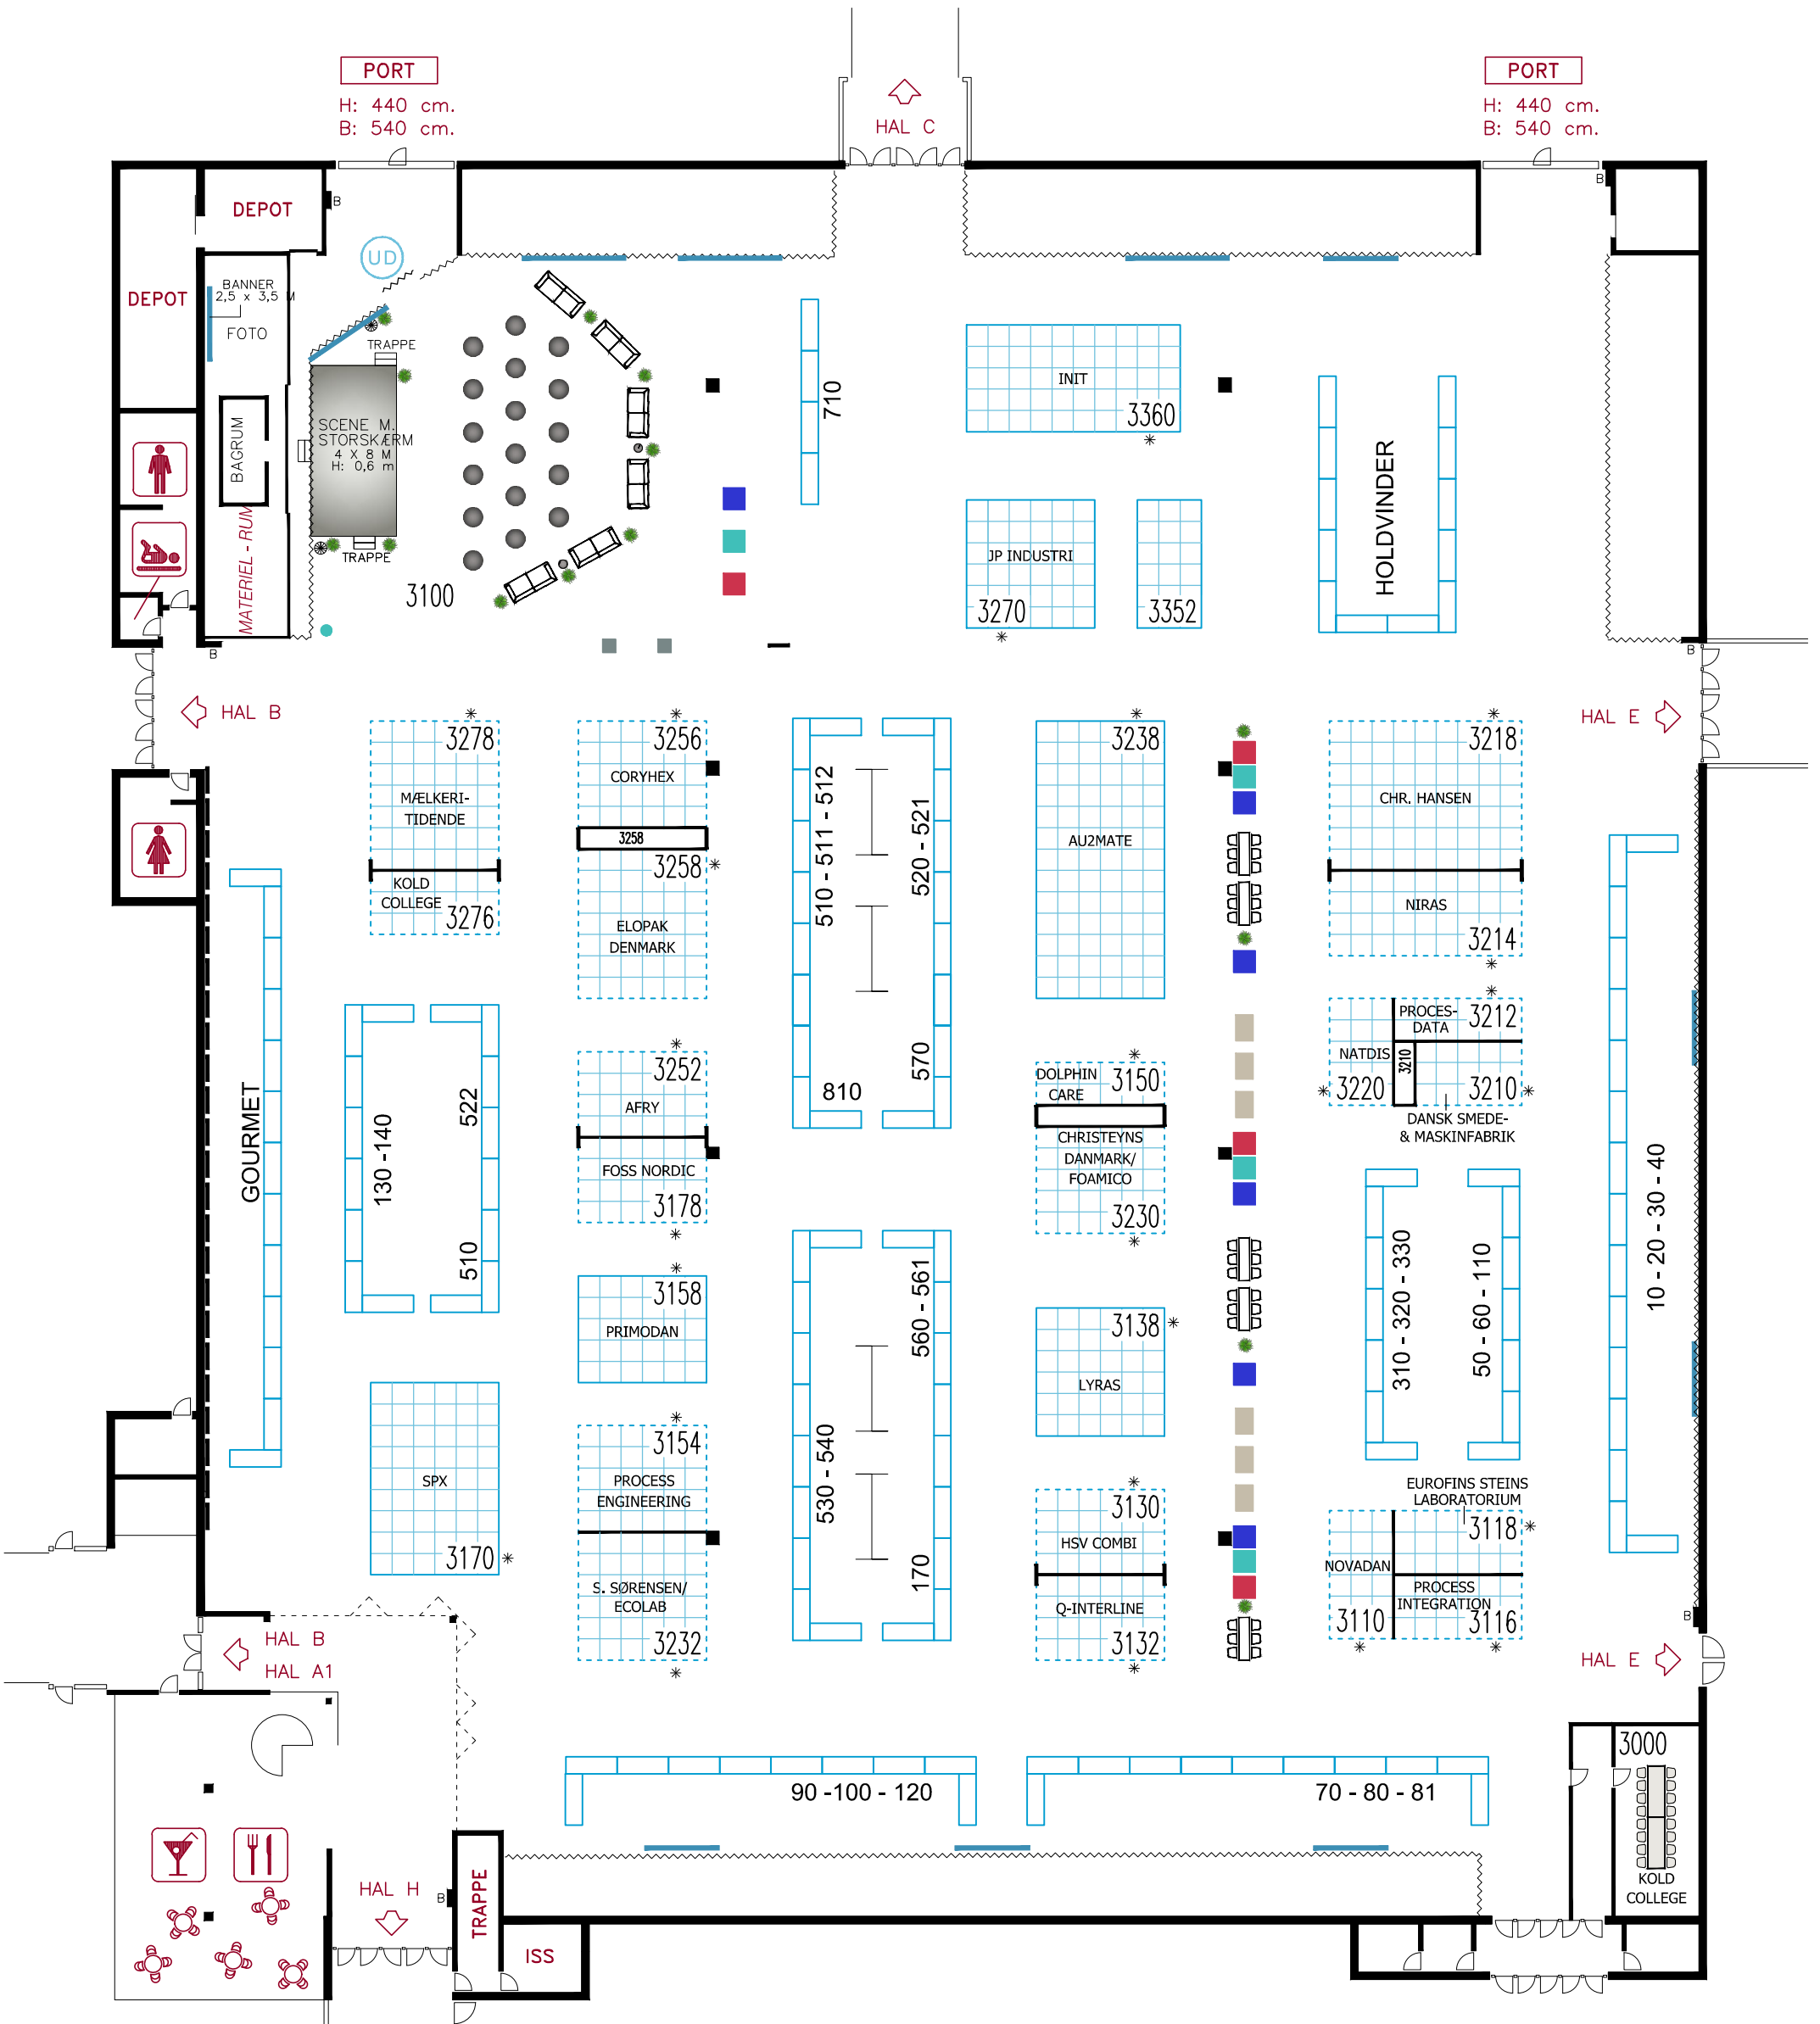 PORT
H: 440 cm.
B: 540 cm.
HAL C
PORT
H: 440 cm.
B: 540 cm.
DEPOT
B
B
UD
DEPOT
BANNER
2,5 x 3,5 M
FOTO
TRAPPE
BAGRUM
SCENE M.
STORSKÆRM
4 X 8 M
H: 0,6 m
MATERIEL - RUM
TRAPPE
3100
710
INIT
3360
JP INDUSTRI
3270
3352
HOLDVINDER
B
B
HAL B
HAL E
3278
MÆLKERI-
TIDENDE
KOLD
COLLEGE
3276
3256
CORYHEX
3258
3258
ELOPAK
DENMARK
510 - 511 - 512
520 - 521
810
570
3238
AU2MATE
3218
CHR. HANSEN
NIRAS
3214
PROCES-
DATA
3212
NATDIS
3210
3220
3210
DANSK SMEDE-
& MASKINFABRIK
GOURMET
130 -140
522
510
3252
AFRY
FOSS NORDIC
3178
DOLPHIN
CARE
3150
CHRISTEYNS
DANMARK/
FOAMICO
3230
310 - 320 - 330
50 - 60 - 110
10 - 20 - 30 - 40
3158
PRIMODAN
560 - 561
530 - 540
170
3138
LYRAS
SPX
3170
3154
PROCESS
ENGINEERING
S. SØRENSEN/
ECOLAB
3232
3130
HSV COMBI
Q-INTERLINE
3132
EUROFINS STEINS
LABORATORIUM
3118
NOVADAN
PROCESS
INTEGRATION
3110
3116
B
HAL B
HAL A1
HAL E
90 -100 - 120
70 - 80 - 81
3000
KOLD
COLLEGE
HAL H
B
TRAPPE
ISS